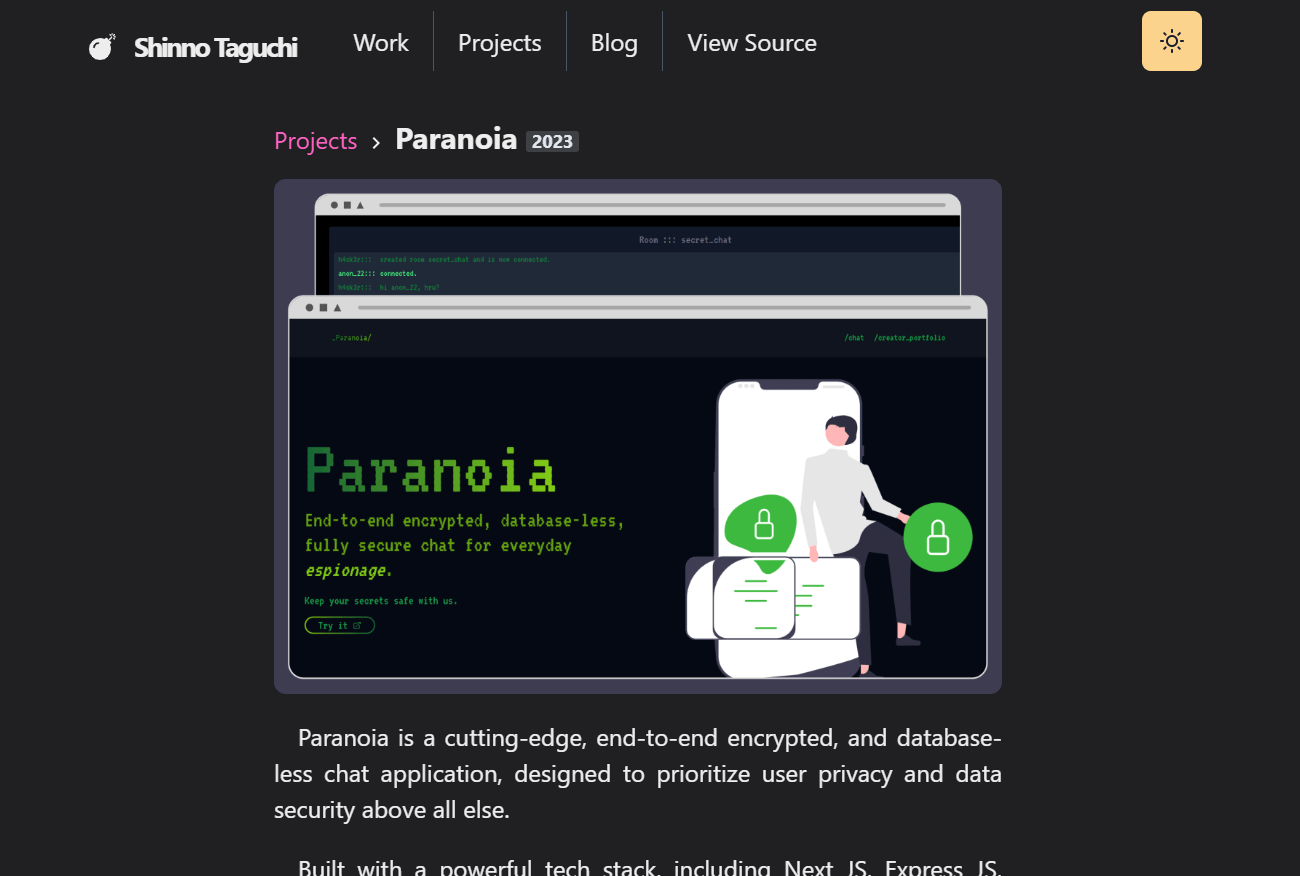 Shinno Taguchi
Work
Projects
Blog
View Source
Projects › Paranoia 2023
Room ::: secret_chat
h4ck2r::: created room secret_chat and is now connected.
anon_22::: connected.
h4ck2r::: hi anon_22, hru?
_Paranoia/
/chat /creator_portfolio
Paranoia
End-to-end encrypted, database-less,
fully secure chat for everyday
espionage.
Keep your secrets safe with us.
Try it
Paranoia is a cutting-edge, end-to-end encrypted, and database-
less chat application, designed to prioritize user privacy and data
security above all else.
Built with a powerful tech stack, including Next JS, Express JS,